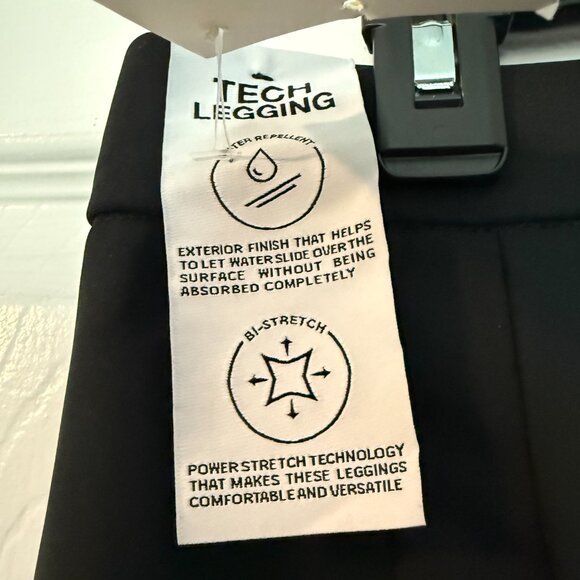 TECH
LEGGING
TER REPELLENT
EXTERIOR FINISH THAT HELPS
TO LET WATER SLIDE OVER THE
SURFACE WITHOUT BEING
ABSORBED COMPLETELY
BI-STRETCH
POWER STRETCH TECHNOLOGY
THAT MAKES THESE LEGGINGS
COMFORTABLE AND VERSATILE